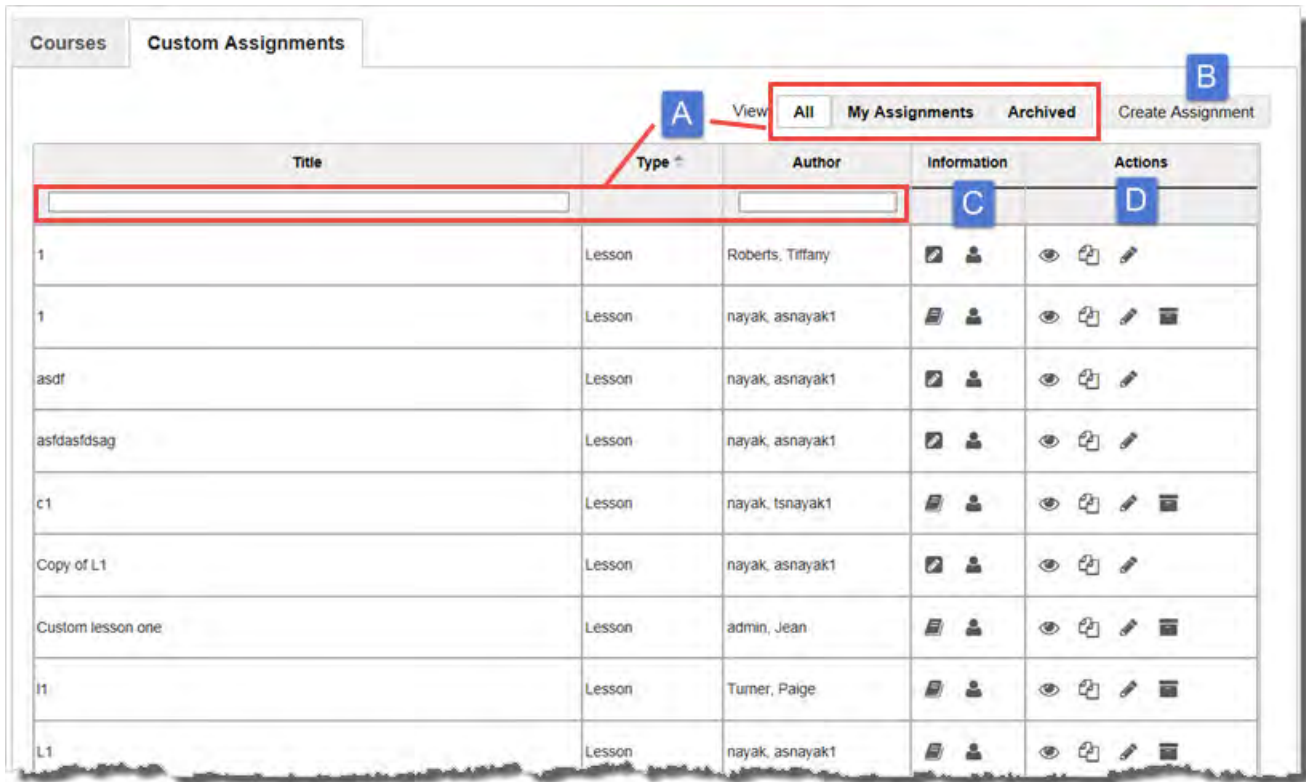 Courses Custom Assignments
B
A View All My Assignments Archived Create Assignment
Title Type Author Information Actions
C D
1 Lesson Roberts, Tiffany
1 Lesson nayak, asnayak1
asdf Lesson nayak, asnayak1
asfdasfdsag Lesson nayak, asnayak1
c1 Lesson nayak, tsnayak1
Copy of L1 Lesson nayak, asnayak1
Custom lesson one Lesson admin, Jean
l1 Lesson Turner, Paige
L1 Lesson nayak, asnayak1